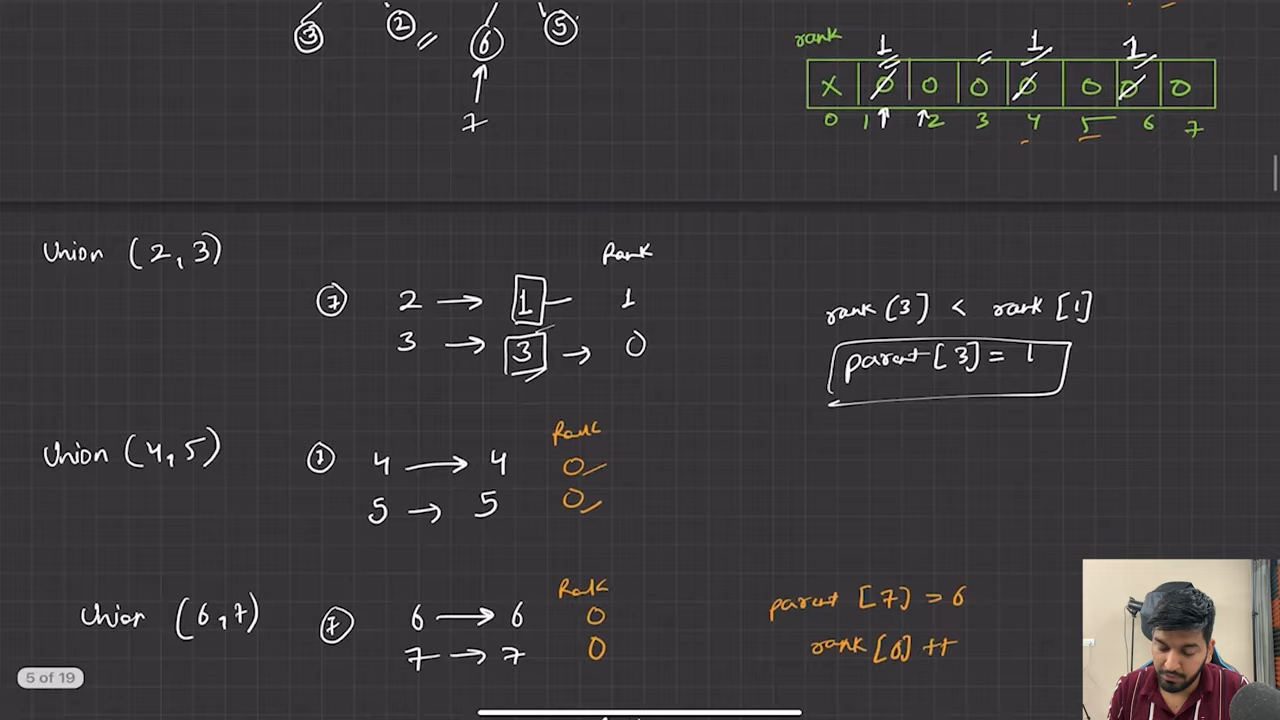 3 2 6 5
7
rank
1 1 1
X 0 0 0 0 0 0 0
0 1 2 3 4 5 6 7
Union (2,3)
Rank
1 2 → 1 1
3 → 3 → 0
rank [3] < rank [1]
parent [3] = 1
Union (4,5)
Rank
1 4 → 4 0
5 → 5 0
Union (6,7)
Rank
1 6 → 6 0
7 → 7 0
parent [7] = 6
rank [6] ++
5 of 19